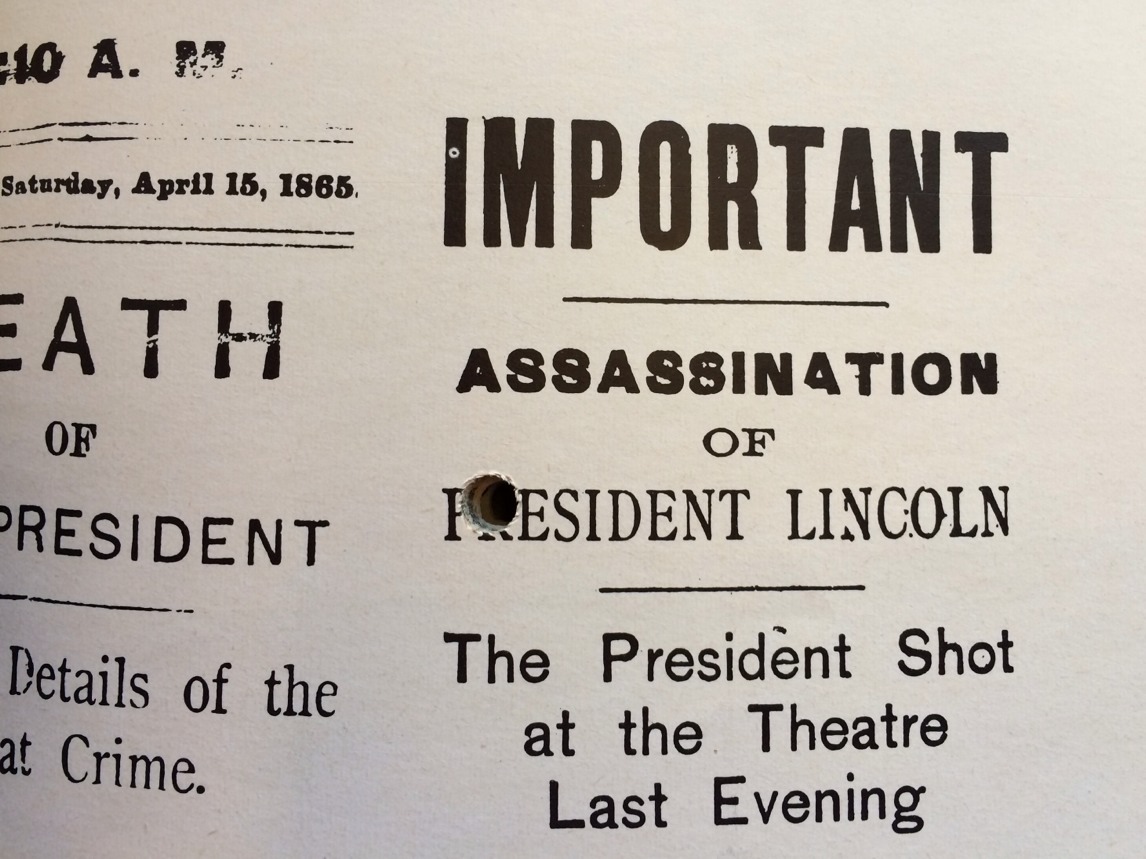 :10 A. M.
Saturday, April 15, 1865.
EATH
OF
PRESIDENT
Details of the
at Crime.
IMPORTANT
ASSASSINATION
OF
PRESIDENT LINCOLN
The President Shot
at the Theatre
Last Evening